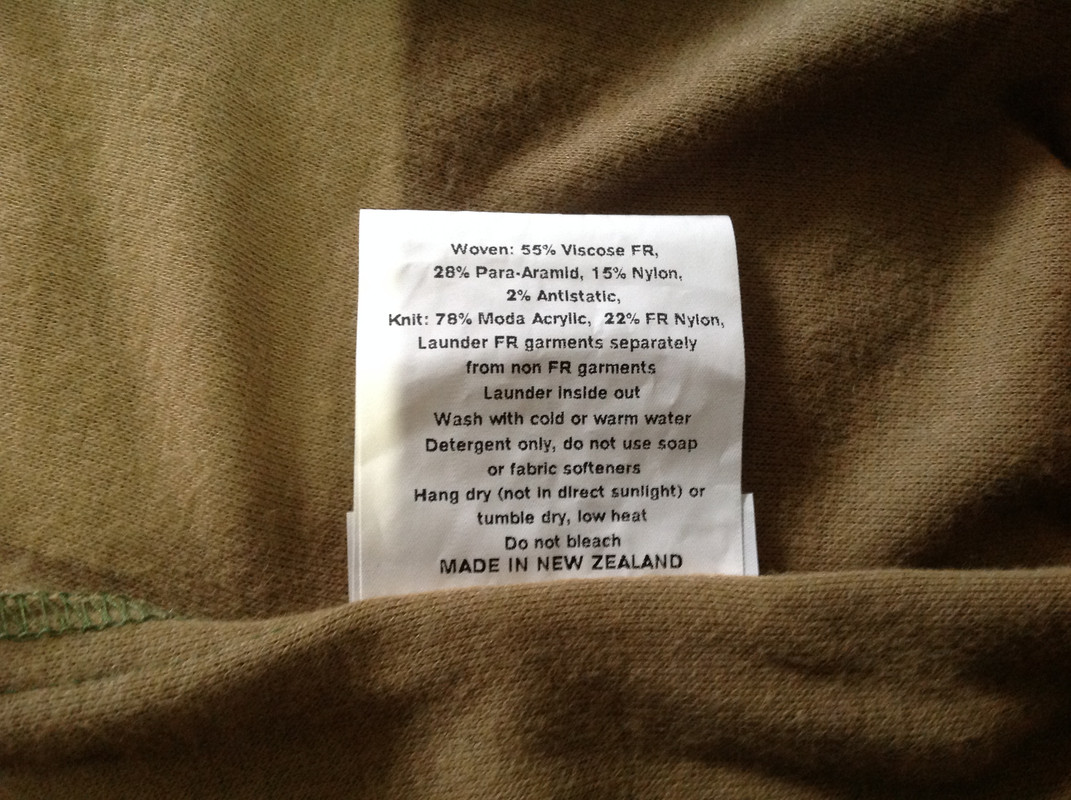 Woven: 55% Viscose FR,
28% Para-Aramid, 15% Nylon,
2% Antistatic,
Knit: 78% Moda Acrylic, 22% FR Nylon,
Launder FR garments separately
from non FR garments
Launder inside out
Wash with cold or warm water
Detergent only, do not use soap
or fabric softeners
Hang dry (not in direct sunlight) or
tumble dry, low heat
Do not bleach
MADE IN NEW ZEALAND